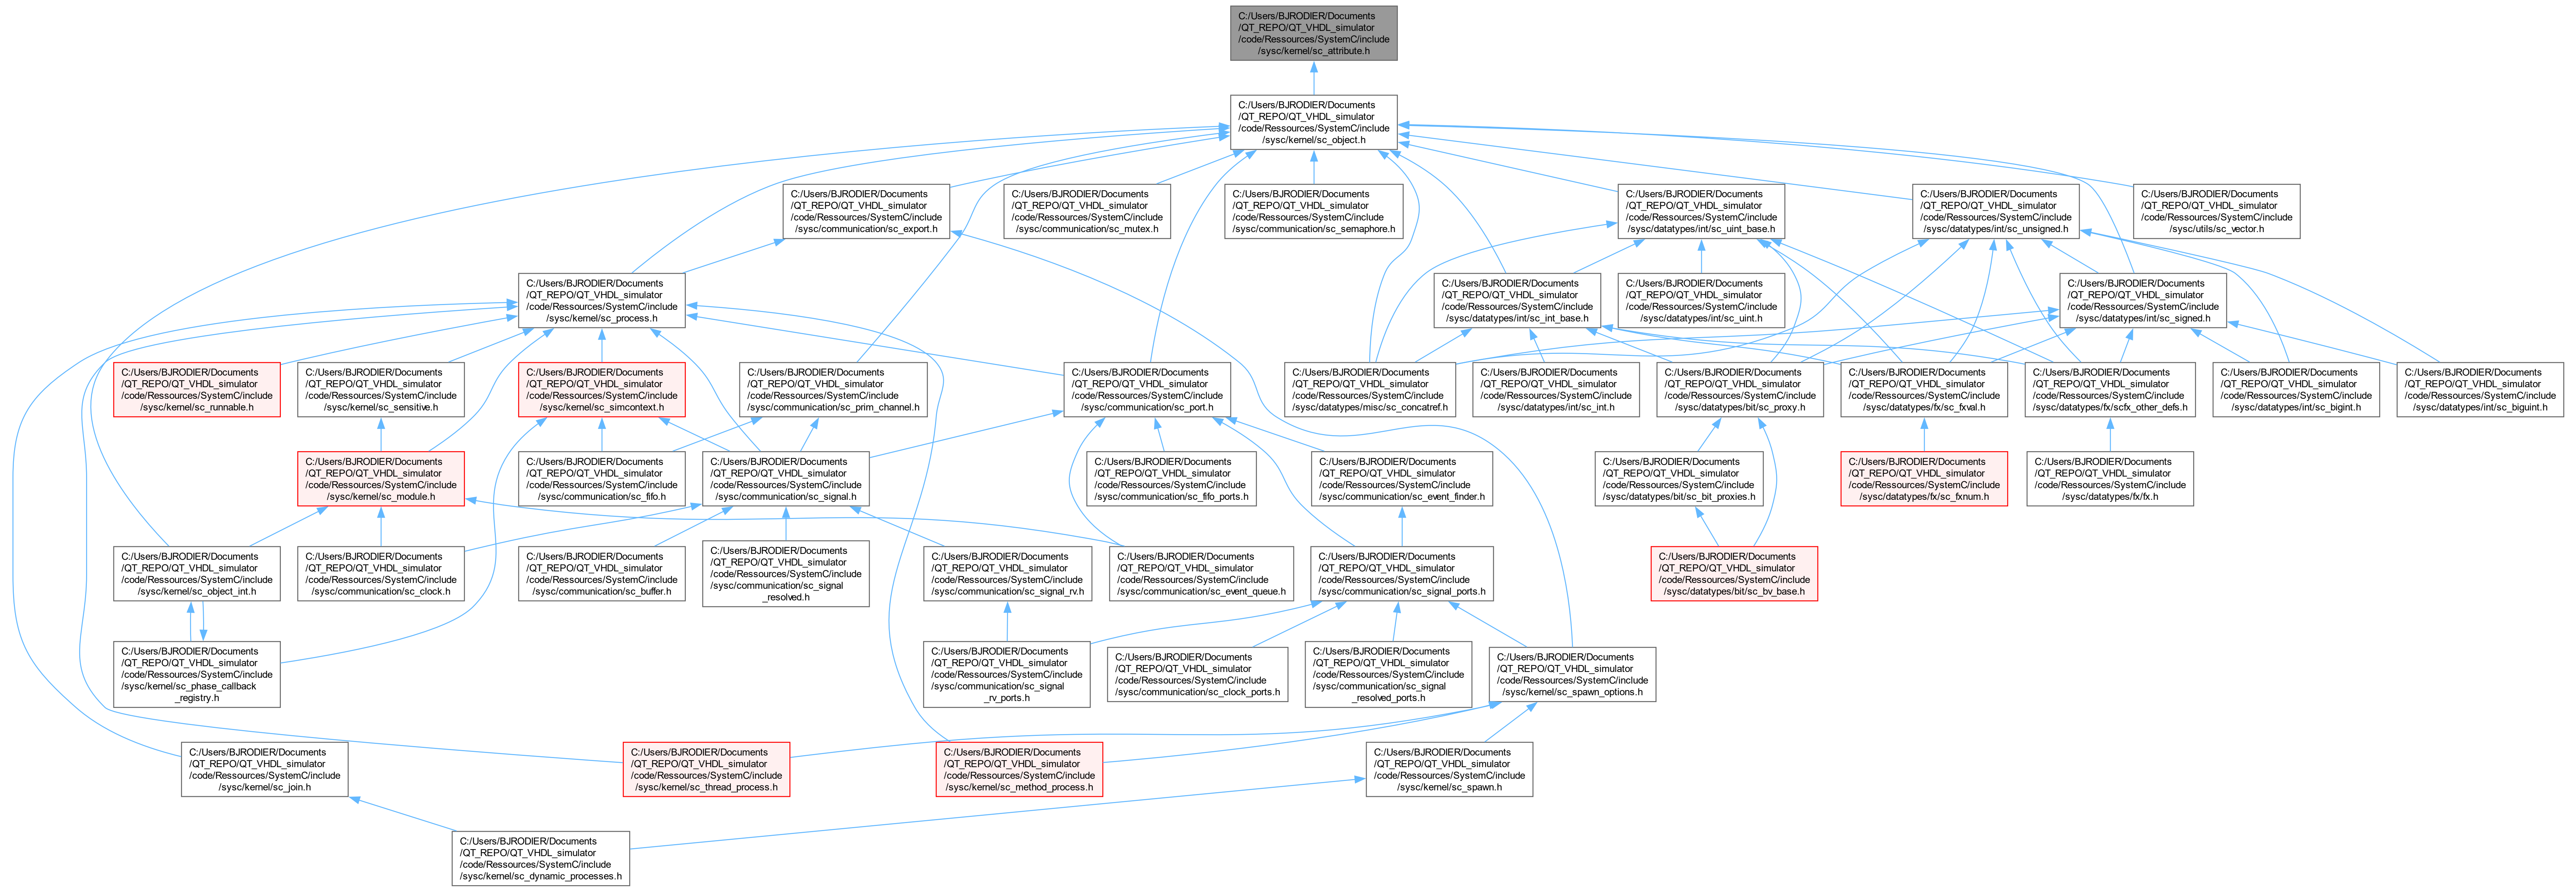 C:/Users/BJRODIER/Documents
/QT_REPO/QT_VHDL_simulator
/code/Ressources/SystemC/include
/sysc/kernel/sc_attribute.h
C:/Users/BJRODIER/Documents
/QT_REPO/QT_VHDL_simulator
/code/Ressources/SystemC/include
/sysc/kernel/sc_object.h
C:/Users/BJRODIER/Documents
/QT_REPO/QT_VHDL_simulator
/code/Ressources/SystemC/include
/sysc/communication/sc_export.h
C:/Users/BJRODIER/Documents
/QT_REPO/QT_VHDL_simulator
/code/Ressources/SystemC/include
/sysc/communication/sc_mutex.h
C:/Users/BJRODIER/Documents
/QT_REPO/QT_VHDL_simulator
/code/Ressources/SystemC/include
/sysc/communication/sc_semaphore.h
C:/Users/BJRODIER/Documents
/QT_REPO/QT_VHDL_simulator
/code/Ressources/SystemC/include
/sysc/datatypes/int/sc_uint_base.h
C:/Users/BJRODIER/Documents
/QT_REPO/QT_VHDL_simulator
/code/Ressources/SystemC/include
/sysc/datatypes/int/sc_unsigned.h
C:/Users/BJRODIER/Documents
/QT_REPO/QT_VHDL_simulator
/code/Ressources/SystemC/include
/sysc/utils/sc_vector.h
C:/Users/BJRODIER/Documents
/QT_REPO/QT_VHDL_simulator
/code/Ressources/SystemC/include
/sysc/kernel/sc_process.h
C:/Users/BJRODIER/Documents
/QT_REPO/QT_VHDL_simulator
/code/Ressources/SystemC/include
/sysc/datatypes/int/sc_int_base.h
C:/Users/BJRODIER/Documents
/QT_REPO/QT_VHDL_simulator
/code/Ressources/SystemC/include
/sysc/datatypes/int/sc_uint.h
C:/Users/BJRODIER/Documents
/QT_REPO/QT_VHDL_simulator
/code/Ressources/SystemC/include
/sysc/datatypes/int/sc_signed.h
C:/Users/BJRODIER/Documents
/QT_REPO/QT_VHDL_simulator
/code/Ressources/SystemC/include
/sysc/kernel/sc_runnable.h
C:/Users/BJRODIER/Documents
/QT_REPO/QT_VHDL_simulator
/code/Ressources/SystemC/include
/sysc/kernel/sc_sensitive.h
C:/Users/BJRODIER/Documents
/QT_REPO/QT_VHDL_simulator
/code/Ressources/SystemC/include
/sysc/kernel/sc_simcontext.h
C:/Users/BJRODIER/Documents
/QT_REPO/QT_VHDL_simulator
/code/Ressources/SystemC/include
/sysc/communication/sc_prim_channel.h
C:/Users/BJRODIER/Documents
/QT_REPO/QT_VHDL_simulator
/code/Ressources/SystemC/include
/sysc/communication/sc_port.h
C:/Users/BJRODIER/Documents
/QT_REPO/QT_VHDL_simulator
/code/Ressources/SystemC/include
/sysc/datatypes/misc/sc_concatref.h
C:/Users/BJRODIER/Documents
/QT_REPO/QT_VHDL_simulator
/code/Ressources/SystemC/include
/sysc/datatypes/int/sc_int.h
C:/Users/BJRODIER/Documents
/QT_REPO/QT_VHDL_simulator
/code/Ressources/SystemC/include
/sysc/datatypes/bit/sc_proxy.h
C:/Users/BJRODIER/Documents
/QT_REPO/QT_VHDL_simulator
/code/Ressources/SystemC/include
/sysc/datatypes/fx/sc_fxval.h
C:/Users/BJRODIER/Documents
/QT_REPO/QT_VHDL_simulator
/code/Ressources/SystemC/include
/sysc/datatypes/fx/scfx_other_defs.h
C:/Users/BJRODIER/Documents
/QT_REPO/QT_VHDL_simulator
/code/Ressources/SystemC/include
/sysc/datatypes/int/sc_bigint.h
C:/Users/BJRODIER/Documents
/QT_REPO/QT_VHDL_simulator
/code/Ressources/SystemC/include
/sysc/datatypes/int/sc_biguint.h
C:/Users/BJRODIER/Documents
/QT_REPO/QT_VHDL_simulator
/code/Ressources/SystemC/include
/sysc/kernel/sc_module.h
C:/Users/BJRODIER/Documents
/QT_REPO/QT_VHDL_simulator
/code/Ressources/SystemC/include
/sysc/communication/sc_fifo.h
C:/Users/BJRODIER/Documents
/QT_REPO/QT_VHDL_simulator
/code/Ressources/SystemC/include
/sysc/communication/sc_signal.h
C:/Users/BJRODIER/Documents
/QT_REPO/QT_VHDL_simulator
/code/Ressources/SystemC/include
/sysc/communication/sc_fifo_ports.h
C:/Users/BJRODIER/Documents
/QT_REPO/QT_VHDL_simulator
/code/Ressources/SystemC/include
/sysc/communication/sc_event_finder.h
C:/Users/BJRODIER/Documents
/QT_REPO/QT_VHDL_simulator
/code/Ressources/SystemC/include
/sysc/datatypes/bit/sc_bit_proxies.h
C:/Users/BJRODIER/Documents
/QT_REPO/QT_VHDL_simulator
/code/Ressources/SystemC/include
/sysc/datatypes/fx/sc_fxnum.h
C:/Users/BJRODIER/Documents
/QT_REPO/QT_VHDL_simulator
/code/Ressources/SystemC/include
/sysc/datatypes/fx/fx.h
C:/Users/BJRODIER/Documents
/QT_REPO/QT_VHDL_simulator
/code/Ressources/SystemC/include
/sysc/kernel/sc_object_int.h
C:/Users/BJRODIER/Documents
/QT_REPO/QT_VHDL_simulator
/code/Ressources/SystemC/include
/sysc/communication/sc_clock.h
C:/Users/BJRODIER/Documents
/QT_REPO/QT_VHDL_simulator
/code/Ressources/SystemC/include
/sysc/communication/sc_buffer.h
C:/Users/BJRODIER/Documents
/QT_REPO/QT_VHDL_simulator
/code/Ressources/SystemC/include
/sysc/communication/sc_signal
_resolved.h
C:/Users/BJRODIER/Documents
/QT_REPO/QT_VHDL_simulator
/code/Ressources/SystemC/include
/sysc/communication/sc_signal_rv.h
C:/Users/BJRODIER/Documents
/QT_REPO/QT_VHDL_simulator
/code/Ressources/SystemC/include
/sysc/communication/sc_event_queue.h
C:/Users/BJRODIER/Documents
/QT_REPO/QT_VHDL_simulator
/code/Ressources/SystemC/include
/sysc/communication/sc_signal_ports.h
C:/Users/BJRODIER/Documents
/QT_REPO/QT_VHDL_simulator
/code/Ressources/SystemC/include
/sysc/datatypes/bit/sc_bv_base.h
C:/Users/BJRODIER/Documents
/QT_REPO/QT_VHDL_simulator
/code/Ressources/SystemC/include
/sysc/kernel/sc_phase_callback
_registry.h
C:/Users/BJRODIER/Documents
/QT_REPO/QT_VHDL_simulator
/code/Ressources/SystemC/include
/sysc/communication/sc_signal
_rv_ports.h
C:/Users/BJRODIER/Documents
/QT_REPO/QT_VHDL_simulator
/code/Ressources/SystemC/include
/sysc/communication/sc_clock_ports.h
C:/Users/BJRODIER/Documents
/QT_REPO/QT_VHDL_simulator
/code/Ressources/SystemC/include
/sysc/communication/sc_signal
_resolved_ports.h
C:/Users/BJRODIER/Documents
/QT_REPO/QT_VHDL_simulator
/code/Ressources/SystemC/include
/sysc/kernel/sc_spawn_options.h
C:/Users/BJRODIER/Documents
/QT_REPO/QT_VHDL_simulator
/code/Ressources/SystemC/include
/sysc/kernel/sc_join.h
C:/Users/BJRODIER/Documents
/QT_REPO/QT_VHDL_simulator
/code/Ressources/SystemC/include
/sysc/kernel/sc_thread_process.h
C:/Users/BJRODIER/Documents
/QT_REPO/QT_VHDL_simulator
/code/Ressources/SystemC/include
/sysc/kernel/sc_method_process.h
C:/Users/BJRODIER/Documents
/QT_REPO/QT_VHDL_simulator
/code/Ressources/SystemC/include
/sysc/kernel/sc_spawn.h
C:/Users/BJRODIER/Documents
/QT_REPO/QT_VHDL_simulator
/code/Ressources/SystemC/include
/sysc/kernel/sc_dynamic_processes.h